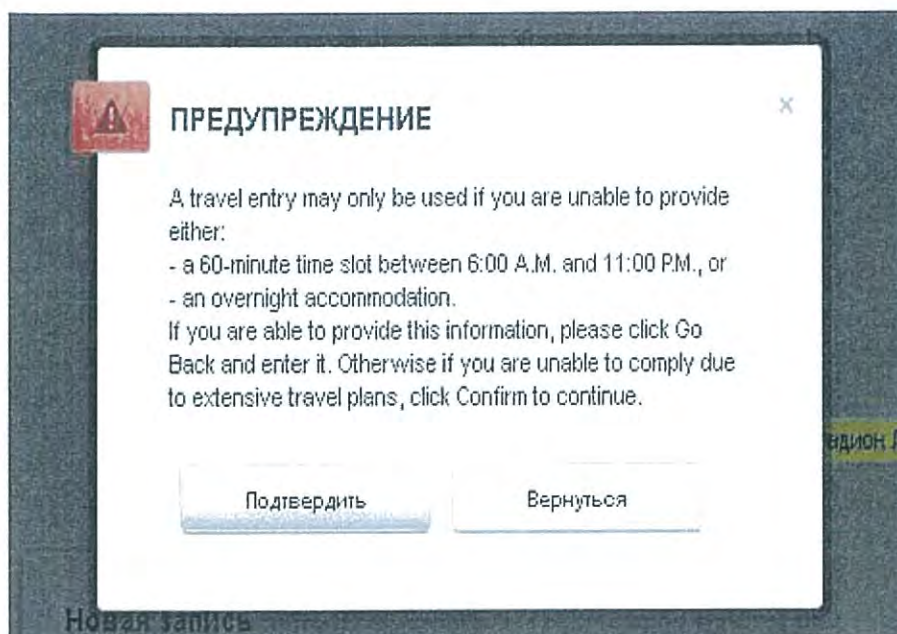 ПРЕДУПРЕЖДЕНИЕ
×
A travel entry may only be used if you are unable to provide
either:
- a 60-minute time slot between 6:00 A.M. and 11:00 P.M., or
- an overnight accommodation.
If you are able to provide this information, please click Go
Back and enter it. Otherwise if you are unable to comply due
to extensive travel plans, click Confirm to continue.
Подтвердить
Вернуться
Новая запись